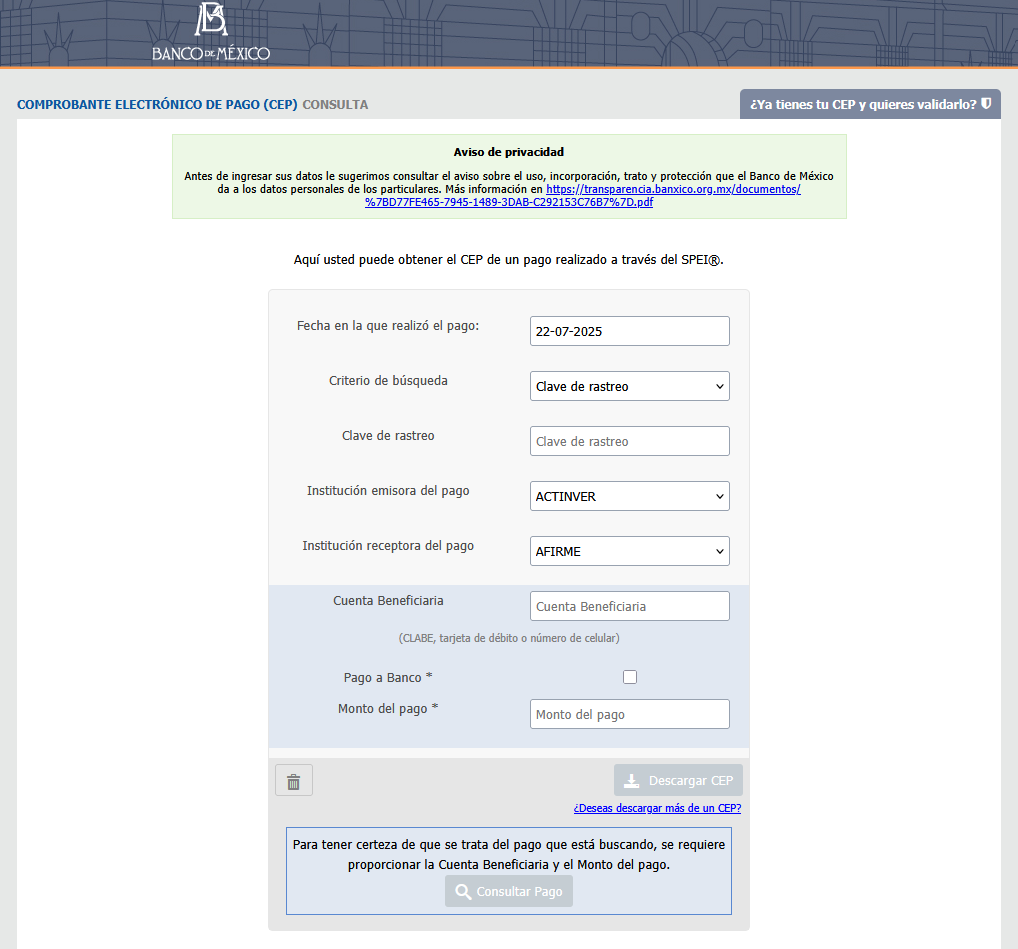 BANCO DE MÉXICO
COMPROBANTE ELECTRÓNICO DE PAGO (CEP) CONSULTA
¿Ya tienes tu CEP y quieres validarlo?
Aviso de privacidad
Antes de ingresar sus datos le sugerimos consultar el aviso sobre el uso, incorporación, trato y protección que el Banco de México
da a los datos personales de los particulares. Más información en https://transparencia.banxico.org.mx/documentos/
%7BD77FE465-7945-1489-3DAB-C292153C76B7%7D.pdf
Aquí usted puede obtener el CEP de un pago realizado a través del SPEI®.
Fecha en la que realizó el pago:
22-07-2025
Criterio de búsqueda
Clave de rastreo
Clave de rastreo
Clave de rastreo
Institución emisora del pago
ACTINVER
Institución receptora del pago
AFIRME
Cuenta Beneficiaria
Cuenta Beneficiaria
(CLABE, tarjeta de débito o número de celular)
Pago a Banco *
Monto del pago *
Monto del pago
Descargar CEP
¿Deseas descargar más de un CEP?
Para tener certeza de que se trata del pago que está buscando, se requiere
proporcionar la Cuenta Beneficiaria y el Monto del pago.
Consultar Pago